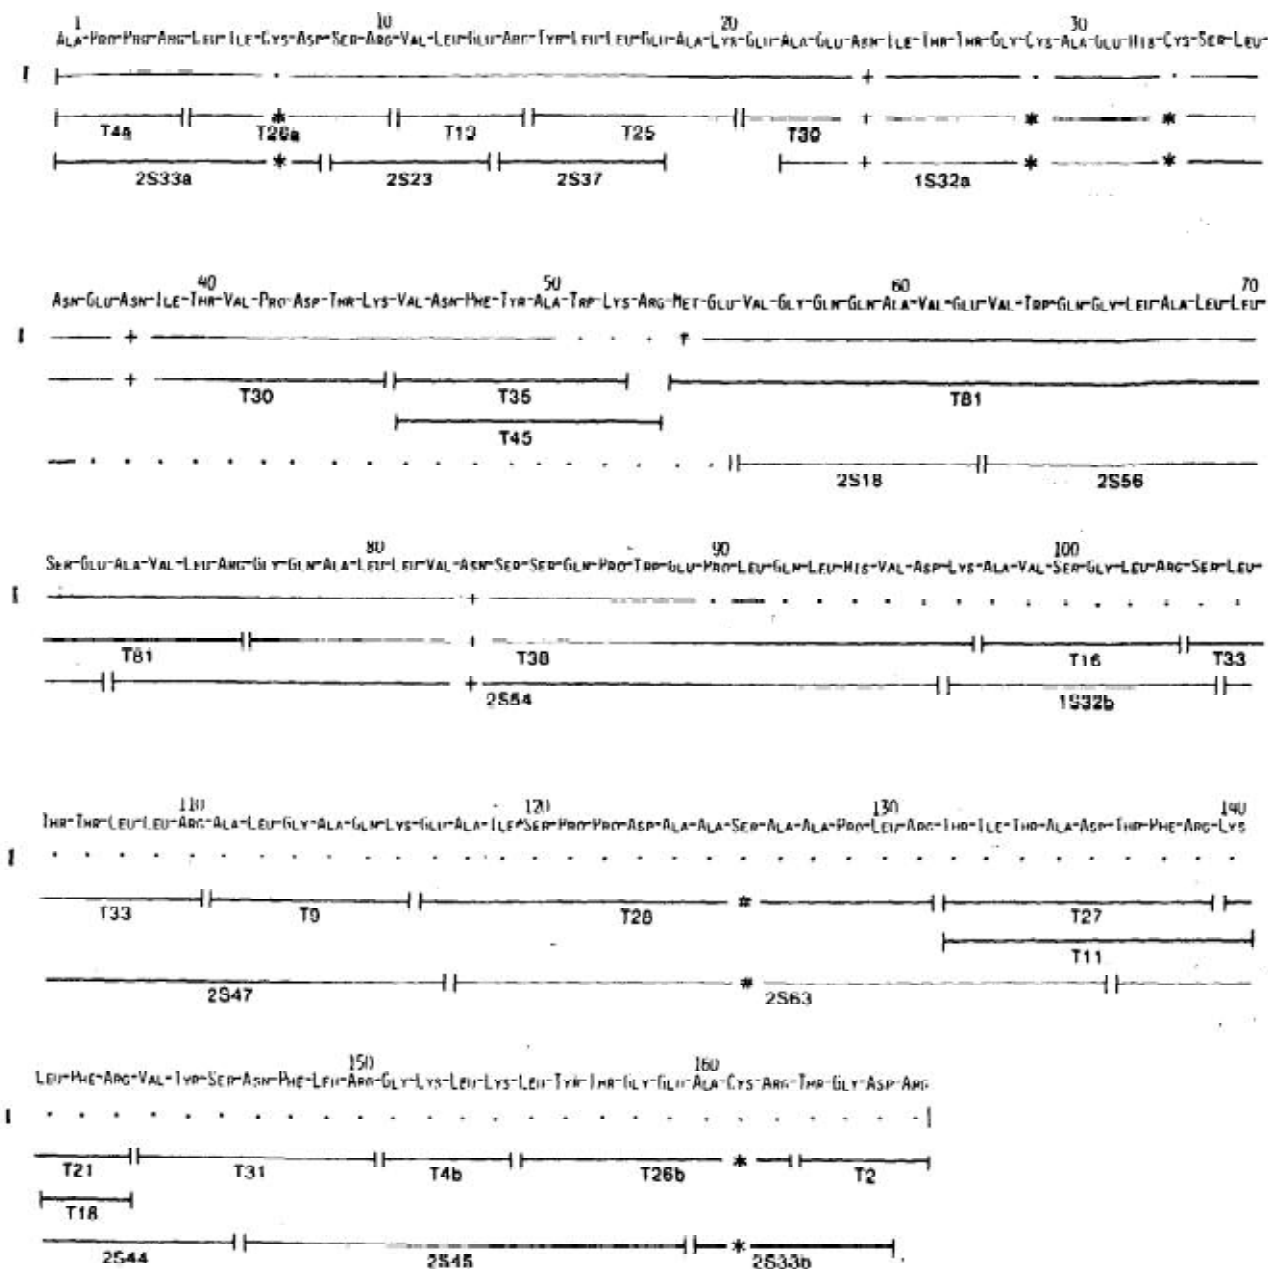 1 10 20 30
ALA-PRO-PRO-ARG-LEU-ILE-CYS-ASP-SER-ARG-VAL-LEU-GLU-ARG-TYR-LEU-LEU-GLU-ALA-LYS-GLU-ALA-GLU-ASN-ILE-THR-THR-GLY-CYS-ALA-GLU-HIS-CYS-SER-LEU-
I +
T4a * T26a T19 T25 T30 + * *
2S33a * 2S23 2S37 + 1S32a * *
40 50 60 70
ASN-GLU-ASN-ILE-THR-VAL-PRO-ASP-THR-LYS-VAL-ASN-PHE-TYR-ALA-TRP-LYS-ARG-MET-GLU-VAL-GLY-GLN-GLN-ALA-VAL-GLU-VAL-TRP-GLN-GLY-LEU-ALA-LEU-LEU-
I + †
+ T30 T35 T81
T45
2S18 2S56
80 90 100
SER-GLU-ALA-VAL-LEU-ARG-GLY-GLN-ALA-LEU-LEU-VAL-ASN-SER-SER-GLN-PRO-TRP-GLU-PRO-LEU-GLN-LEU-HIS-VAL-ASP-LYS-ALA-VAL-SER-GLY-LEU-ARG-SER-LEU-
I +
T81 + T38 T16 T33
+ 2S54 1S32b
110 120 130 140
THR-THR-LEU-LEU-ARG-ALA-LEU-GLY-ALA-GLN-LYS-GLU-ALA-ILE-SER-PRO-PRO-ASP-ALA-ALA-SER-ALA-ALA-PRO-LEU-ARG-THR-ILE-THR-ALA-ASP-THR-PHE-ARG-LYS
I
T33 T9 T28 # T27
T11
2S47 # 2S63
150 160
LEU-PHE-ARG-VAL-TYR-SER-ASN-PHE-LEU-ARG-GLY-LYS-LEU-LYS-LEU-TYR-THR-GLY-GLU-ALA-CYS-ARG-THR-GLY-ASP-ARG
I
T21 T31 T4b T26b * T2
T18
2S44 2S45 * 2S33b